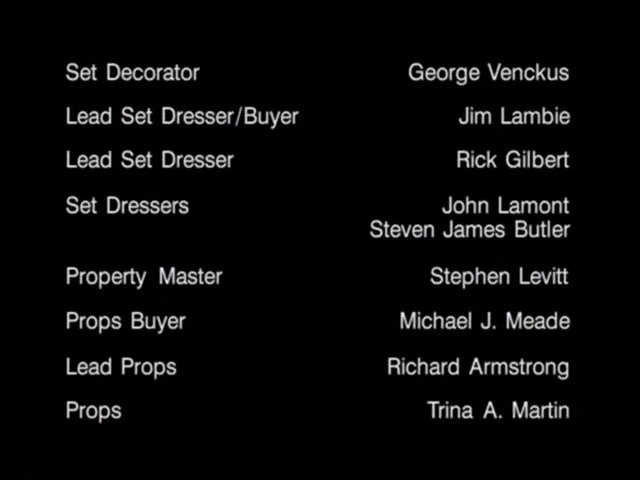 Set Decorator George Venckus
Lead Set Dresser/Buyer Jim Lambie
Lead Set Dresser Rick Gilbert
Set Dressers John Lamont
Steven James Butler
Property Master Stephen Levitt
Props Buyer Michael J. Meade
Lead Props Richard Armstrong
Props Trina A. Martin